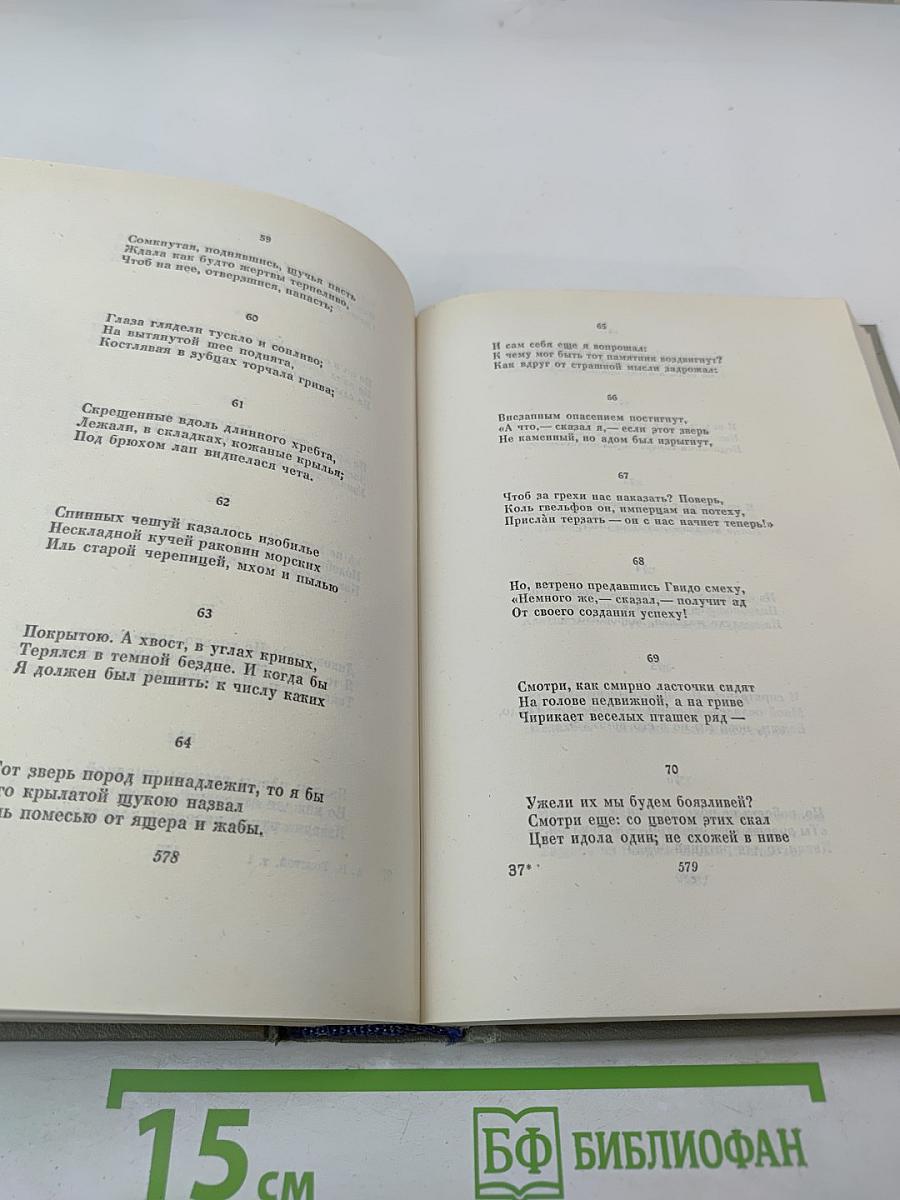 59
Сомкнутая, поднявшись, щучья пасть
Ждала как будто жертвы терпеливо,
Чтоб на нее, отверзшися, напасть;
60
Глаза глядели тускло и сонливо;
На вытянутой шее поднята,
Костлявая в зубцах торчала грива;
61
Скрещенные вдоль длинного хребта,
Лежали, в складках, кожаные крылья;
Под брюхом лап виднелася чета.
62
Спинных чешуй казалось изобилье
Нескладной кучей раковин морских
Иль старой черепицей, мхом и пылью
63
Покрытою. А хвост, в углах кривых,
Терялся в темной бездне. И когда бы
Я должен был решить: к числу каких
64
Тот зверь пород принадлежит, то я бы
го крылатой щукою назвал
ль помесью от ящера и жабы.
578
65
И сам себя еще я вопрошал:
К чему мог быть тот памятник воздвигнут?
Как вдруг от страшной мысли задрожал:
66
Внезапным опасением постигнут,
«А что,— сказал я,— если этот зверь
Не каменный, но адом был изрыгнут,
67
Чтоб за грехи нас наказать? Поверь,
Коль гвельфов он, имперцам на потеху,
Прислан терзать — он с нас начнет теперь!»
68
Но, ветрено предавшись Гвидо смеху,
«Немного же,— сказал,— получит ад
От своего создания успеху!
69
Смотри, как смирно ласточки сидят
На голове недвижной, а на гриве
Чирикает веселых пташек ряд —
70
Ужели их мы будем боязливей?
Смотри еще: со цветом этих скал
Цвет идола один; не схожей в ниве
37*
579
15 см
БФ БИБЛИОФАН